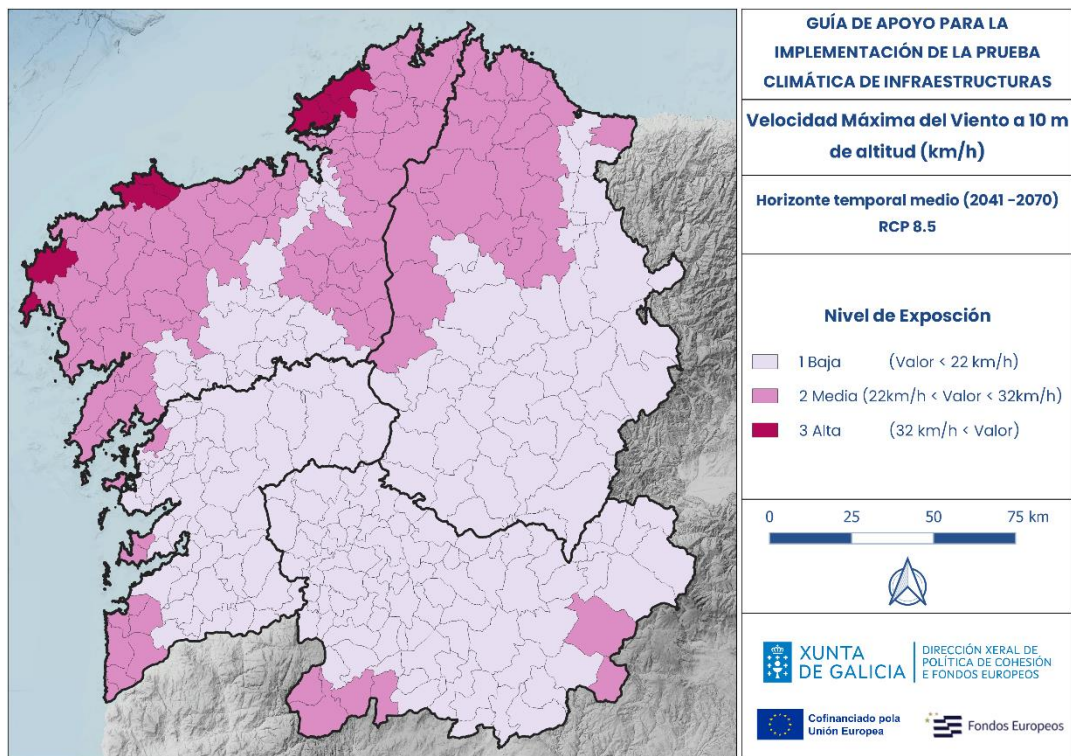 GUÍA DE APOYO PARA LA
IMPLEMENTACIÓN DE LA PRUEBA
CLIMÁTICA DE INFRAESTRUCTURAS
Velocidad Máxima del Viento a 10 m
de altitud (km/h)
Horizonte temporal medio (2041 -2070)
RCP 8.5
Nivel de Exposción
1 Baja (Valor < 22 km/h)
2 Media (22km/h < Valor < 32km/h)
3 Alta (32 km/h < Valor)
0 25 50 75 km
XUNTA
DE GALICIA
DIRECCIÓN XERAL DE
POLÍTICA DE COHESIÓN
E FONDOS EUROPEOS
Cofinanciado pola
Unión Europea
Fondos Europeos